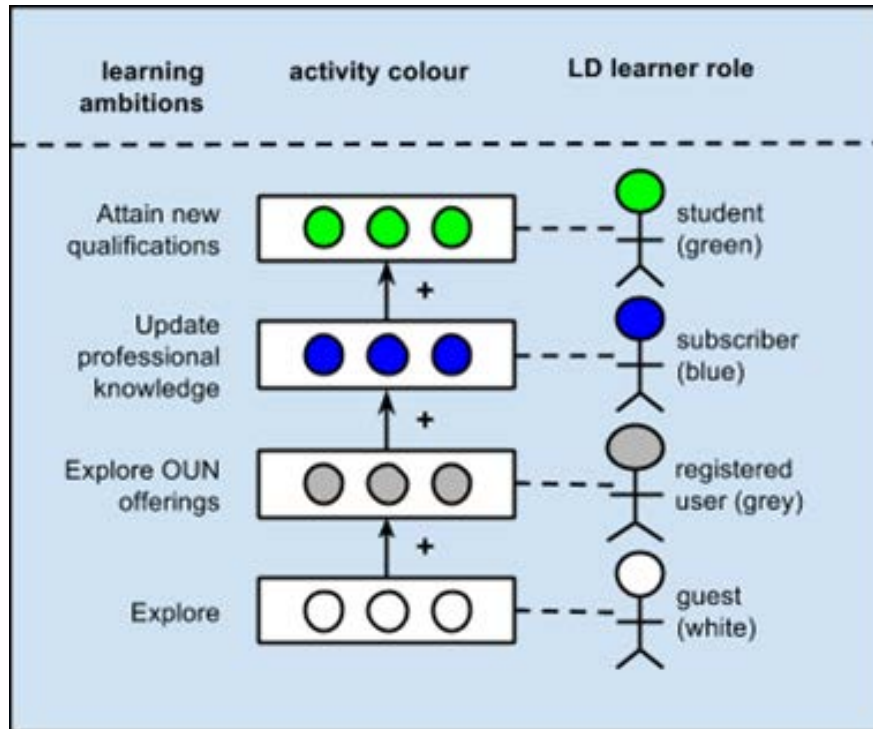 learning
ambitions
activity colour
LD learner role
Attain new
qualifications
+
student
(green)
Update
professional
knowledge
+
subscriber
(blue)
Explore OUN
offerings
+
registered
user (grey)
Explore
guest
(white)